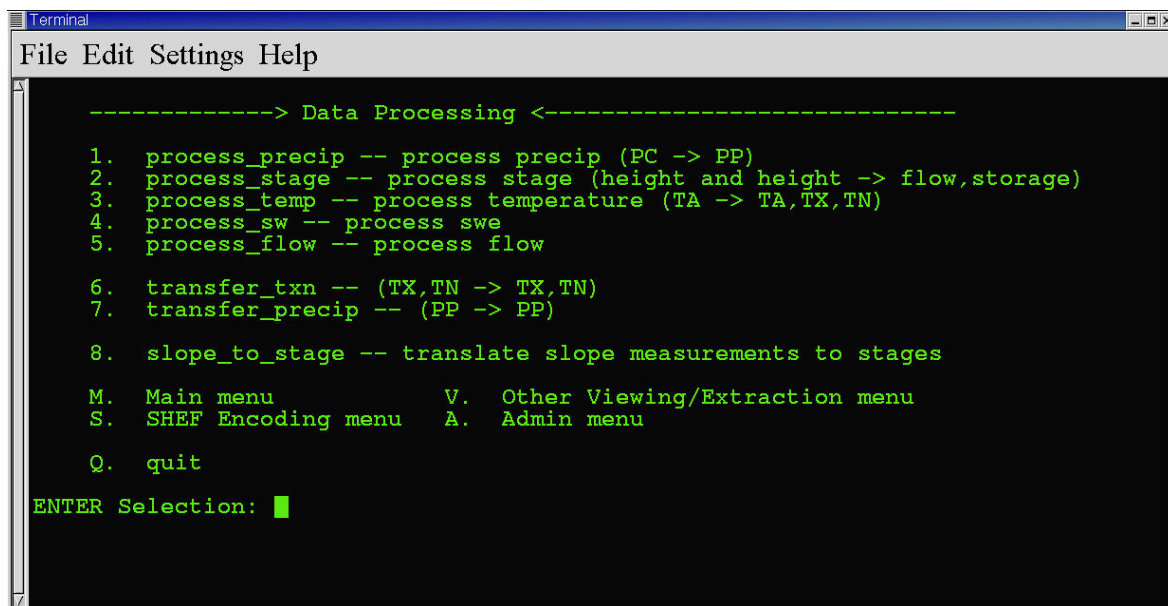 Terminal
File Edit Settings Help
-------------> Data Processing <-----------------------------
1. process_precip -- process precip (PC -> PP)
2. process_stage -- process stage (height and height -> flow,storage)
3. process_temp -- process temperature (TA -> TA,TX,TN)
4. process_sw -- process swe
5. process_flow -- process flow
6. transfer_txn -- (TX,TN -> TX,TN)
7. transfer_precip -- (PP -> PP)
8. slope_to_stage -- translate slope measurements to stages
M. Main menu V. Other Viewing/Extraction menu
S. SHEF Encoding menu A. Admin menu
Q. quit
ENTER Selection: